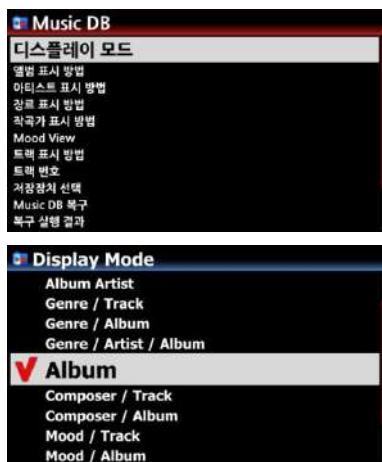 Music DB
디스플레이 모드
앨범 표시 방법
아티스트 표시 방법
장르 표시 방법
작곡가 표시 방법
Mood View
트랙 표시 방법
트랙 번호
저장장치 선택
Music DB 복구
복구 실행 결과
Display Mode
Album Artist
Genre / Track
Genre / Album
Genre / Artist / Album
Album
Composer / Track
Composer / Album
Mood / Track
Mood / Album